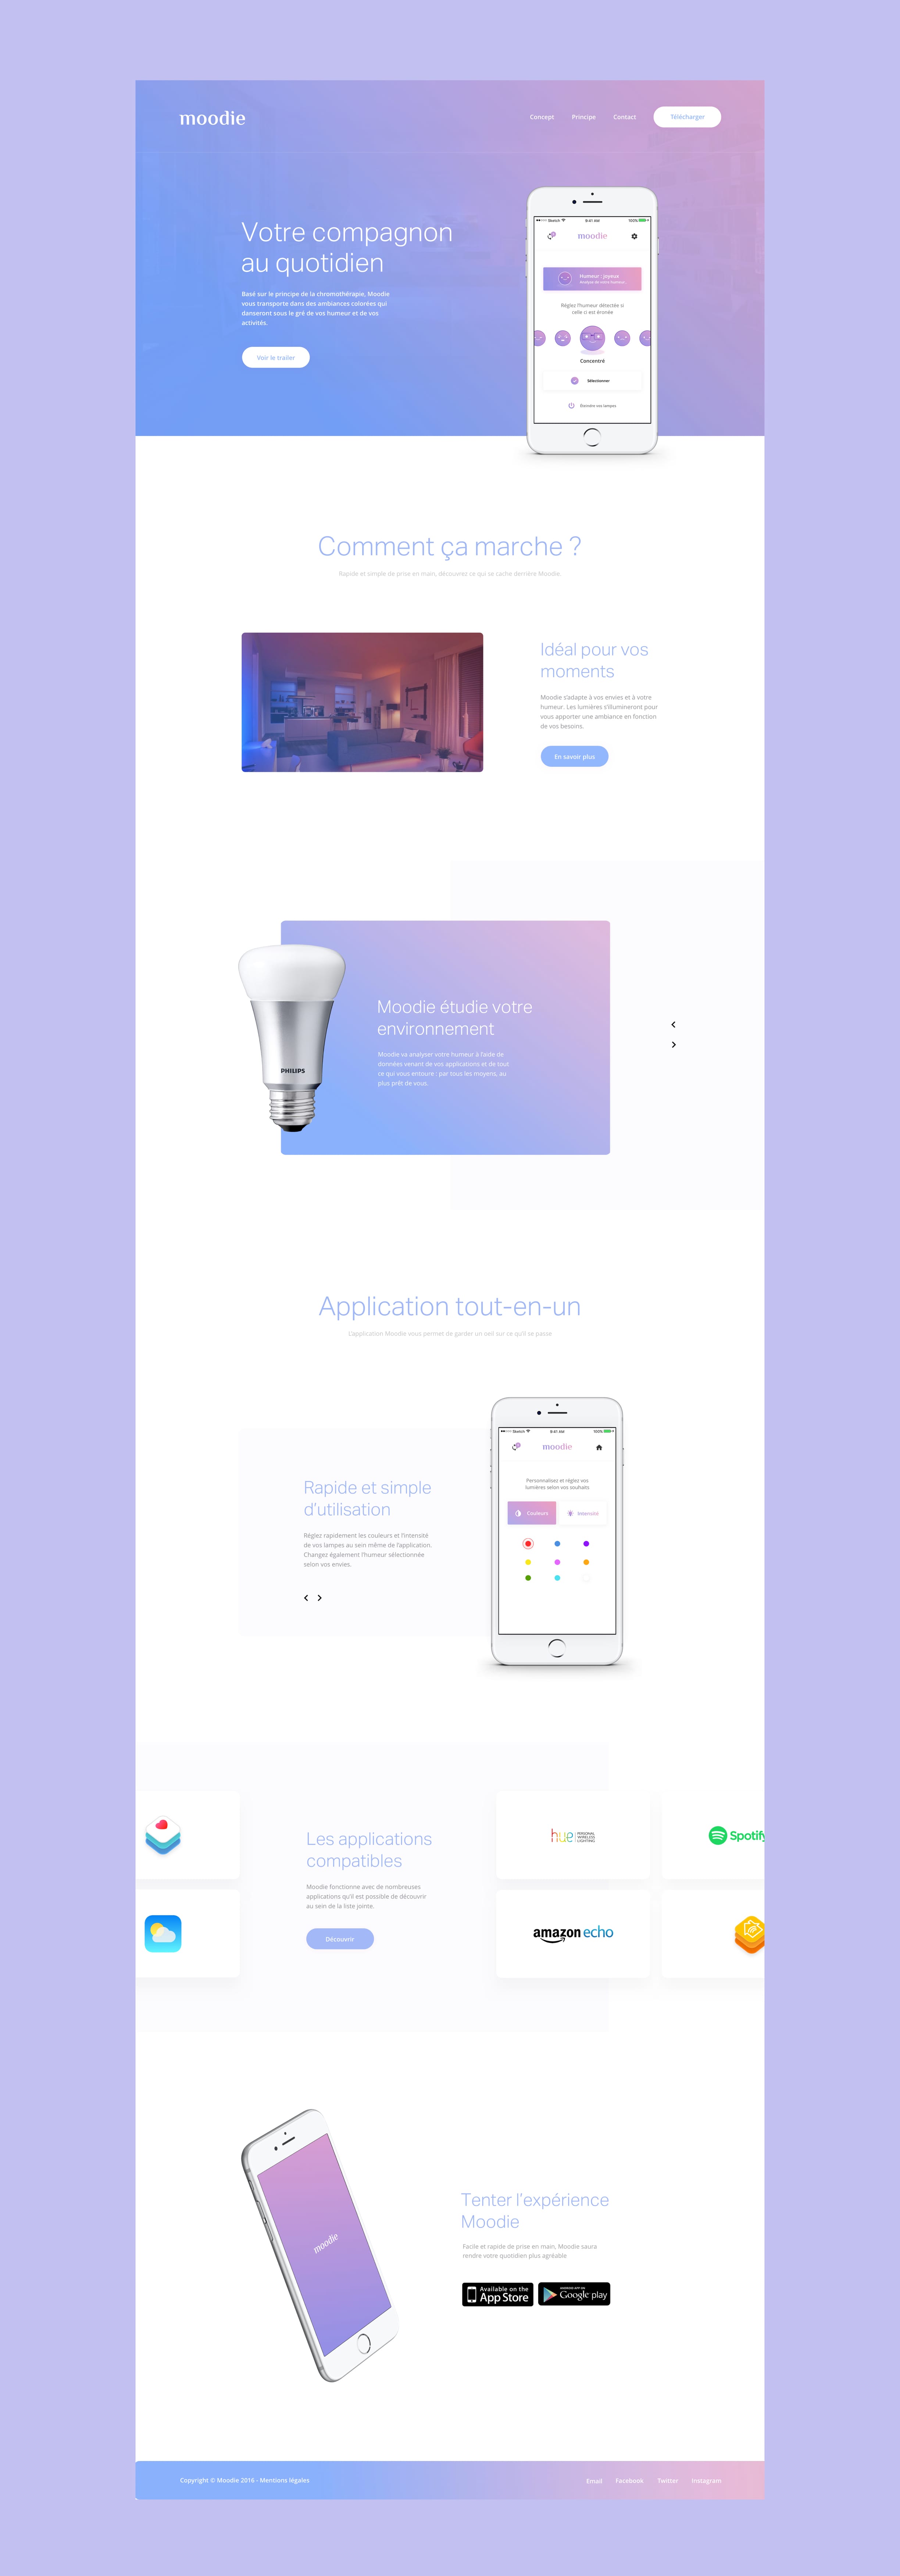 moodie
Concept
Principe
Contact
Télécharger
Votre compagnon
au quotidien
Basé sur le principe de la chromothérapie, Moodie
vous transporte dans des ambiances colorées qui
danseront sous le gré de vos humeur et de vos
activités.
Voir le trailer
Sketch
9:41 AM
100%
moodie
Humeur : joyeux
Analyse de votre humeur...
Réglez l'humeur détectée si
celle ci est éronée
Concentré
Sélectionner
Éteindre vos lampes
Comment ça marche ?
Rapide et simple de prise en main, découvrez ce qui se cache derrière Moodie.
Idéal pour vos
moments
Moodie s'adapte à vos envies et à votre
humeur. Les lumières s'illumineront pour
vous apporter une ambiance en fonction
de vos besoins.
En savoir plus
PHILIPS
Moodie étudie votre
environnement
Moodie va analyser votre humeur à l'aide de
données venant de vos applications et de tout
ce qui vous entoure : par tous les moyens, au
plus prêt de vous.
Application tout-en-un
L'application Moodie vous permet de garder un oeil sur ce qu'il se passe
Rapide et simple
d'utilisation
Réglez rapidement les couleurs et l'intensité
de vos lampes au sein même de l'application.
Changez également l'humeur sélectionnée
selon vos envies.
Sketch
9:41 AM
100%
moodie
Personnalisez et réglez vos
lumières selon vos souhaits
Couleurs
Intensité
Les applications
compatibles
Moodie fonctionne avec de nombreuses
applications qu'il est possible de découvrir
au sein de la liste jointe.
Découvrir
hue PERSONAL
WIRELESS
LIGHTING
Spotify
amazon echo
moodie
Tenter l'expérience
Moodie
Facile et rapide de prise en main, Moodie saura
rendre votre quotidien plus agréable
Available on the
App Store
ANDROID APP ON
Google play
Copyright © Moodie 2016 - Mentions légales
Email
Facebook
Twitter
Instagram